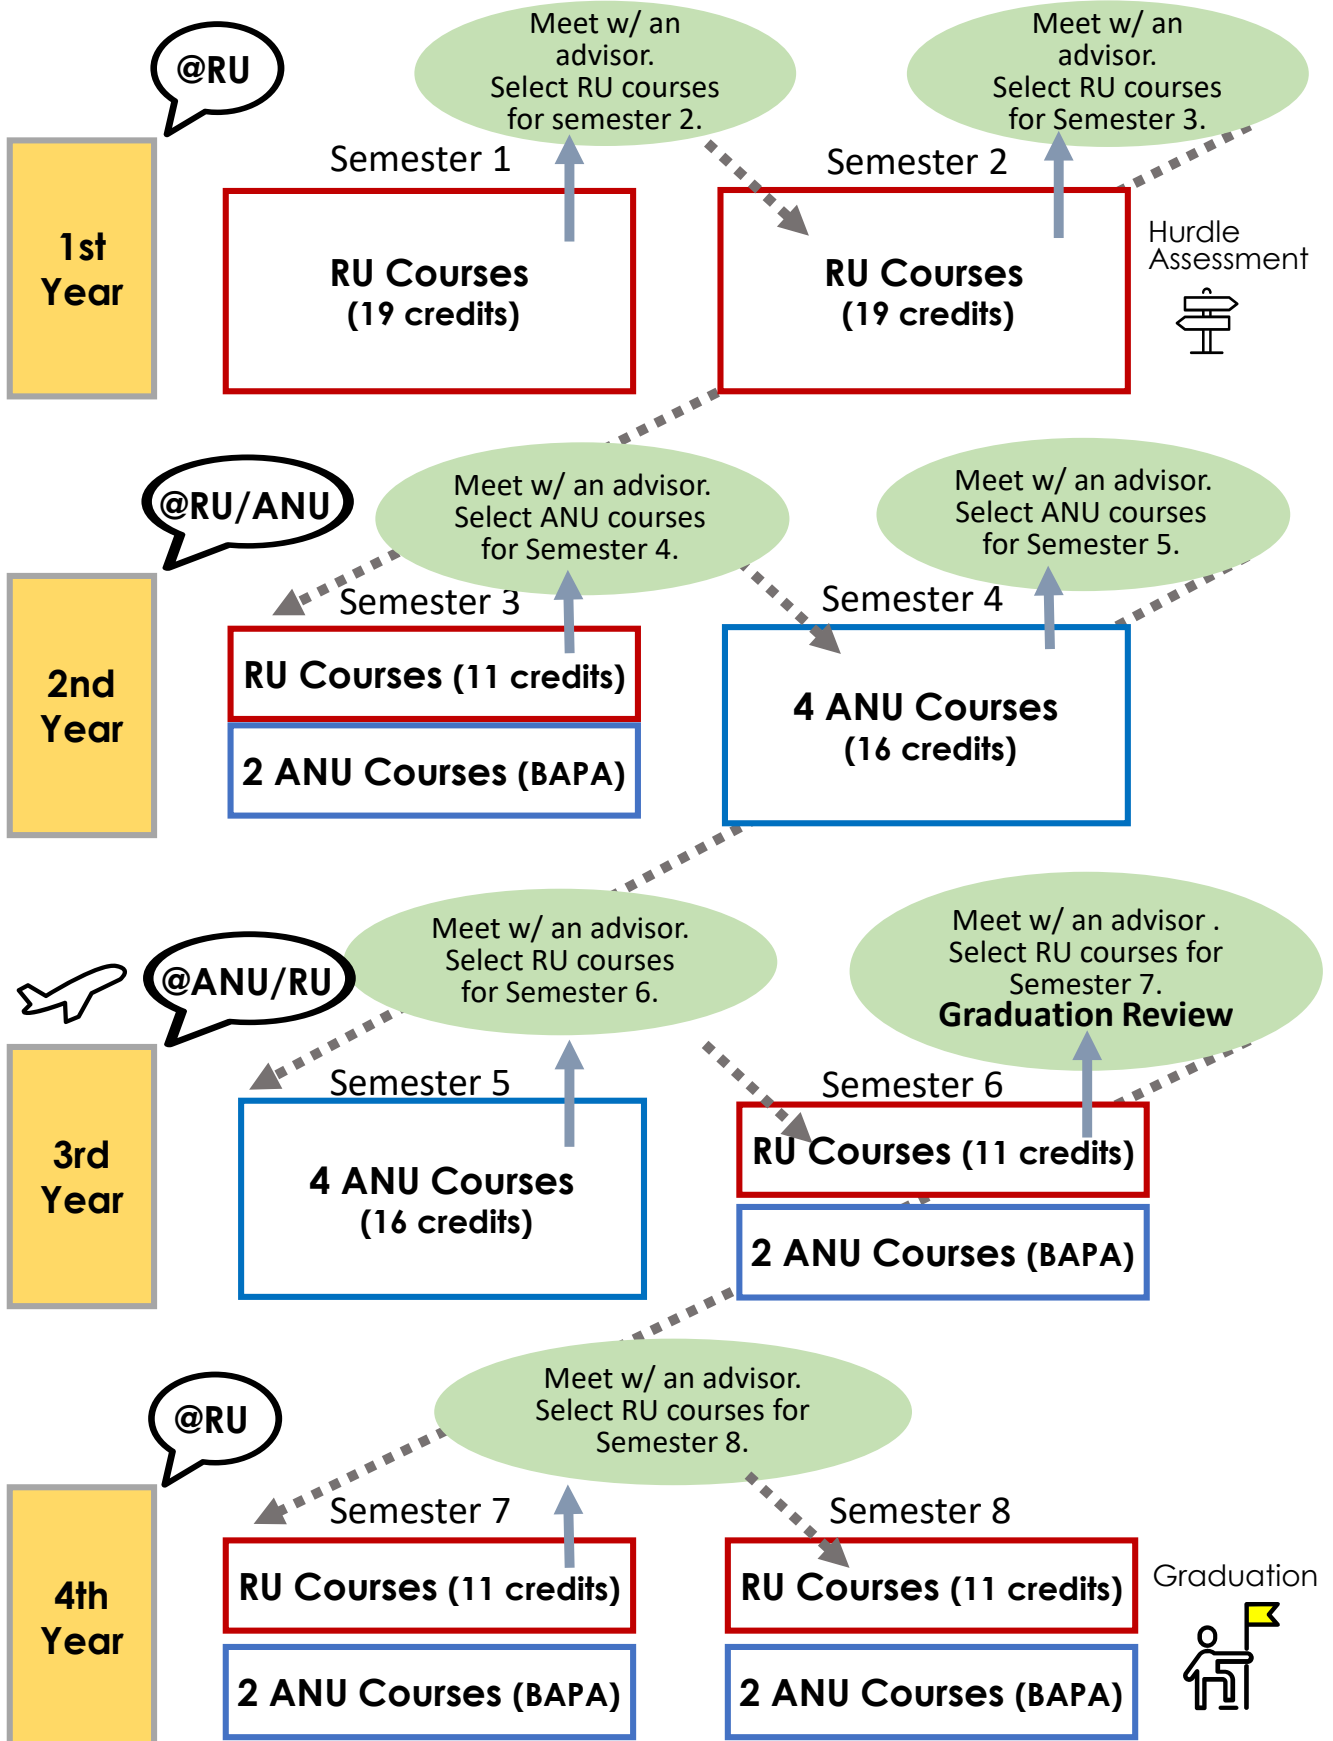 @RU
Meet w/ an
advisor.
Select RU courses
for semester 2.
Meet w/ an
advisor.
Select RU courses
for Semester 3.
1st
Year
Semester 1
RU Courses
(19 credits)
Semester 2
RU Courses
(19 credits)
Hurdle
Assessment
@RU/ANU
Meet w/ an advisor.
Select ANU courses
for Semester 4.
Meet w/ an advisor.
Select ANU courses
for Semester 5.
2nd
Year
Semester 3
RU Courses (11 credits)
2 ANU Courses (BAPA)
Semester 4
4 ANU Courses
(16 credits)
@ANU/RU
Meet w/ an advisor.
Select RU courses
for Semester 6.
Meet w/ an advisor .
Select RU courses for
Semester 7.
Graduation Review
3rd
Year
Semester 5
4 ANU Courses
(16 credits)
Semester 6
RU Courses (11 credits)
2 ANU Courses (BAPA)
@RU
Meet w/ an advisor.
Select RU courses for
Semester 8.
4th
Year
Semester 7
RU Courses (11 credits)
2 ANU Courses (BAPA)
Semester 8
RU Courses (11 credits)
2 ANU Courses (BAPA)
Graduation